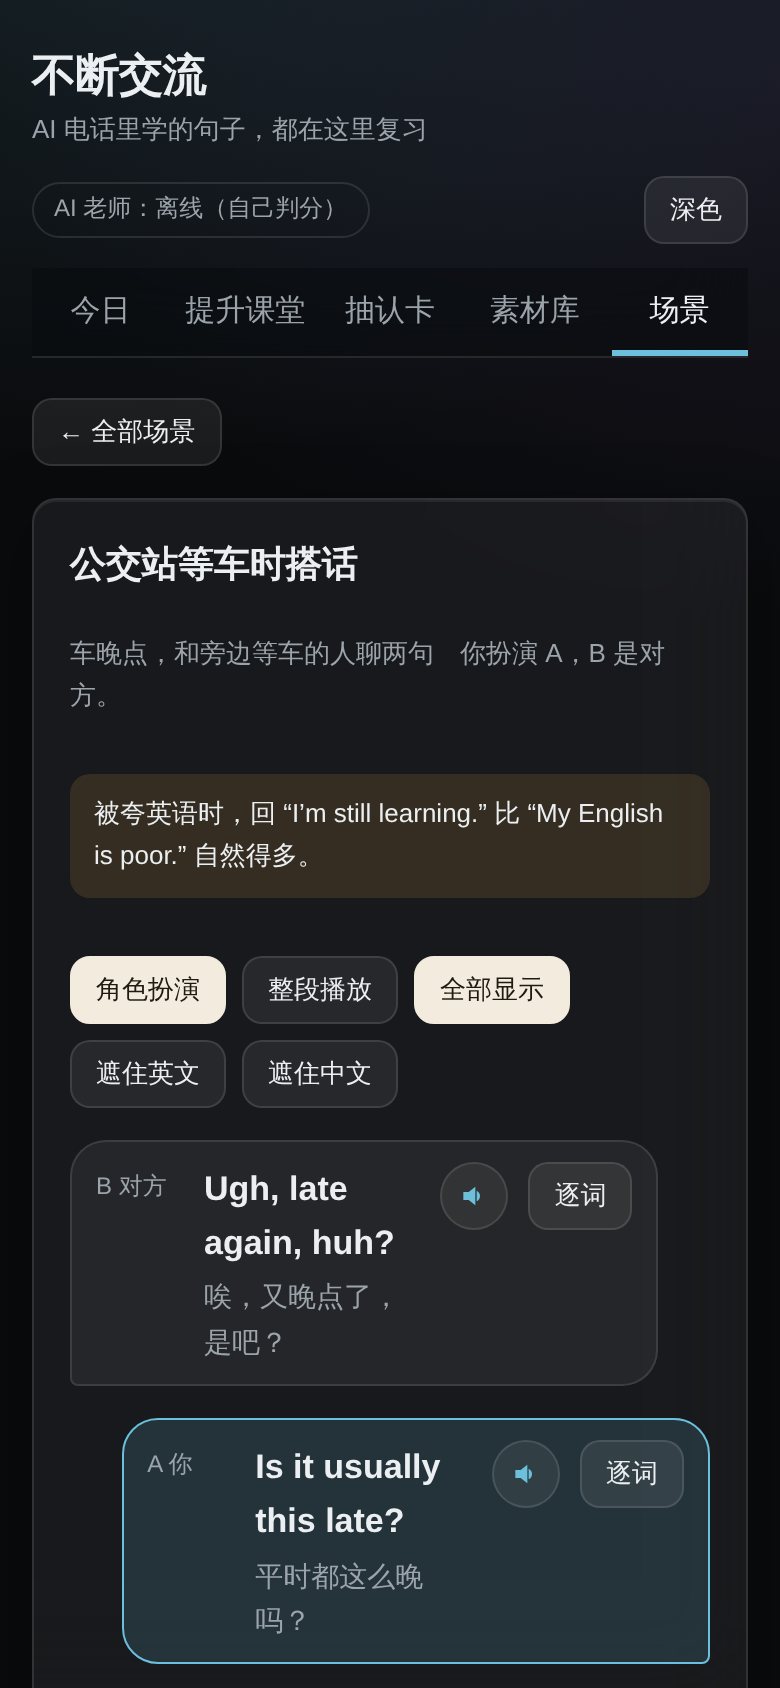 不断交流
AI 电话里学的句子，都在这里复习
AI 老师：离线（自己判分）
深色
今日 提升课堂 抽认卡 素材库 场景
← 全部场景
公交站等车时搭话
车晚点，和旁边等车的人聊两句　你扮演 A，B 是对
方。
被夸英语时，回 “I’m still learning.” 比 “My English
is poor.” 自然得多。
角色扮演 整段播放 全部显示
遮住英文 遮住中文
B 对方
Ugh, late
again, huh?
唉，又晚点了，
是吧？
逐词
A 你
Is it usually
this late?
平时都这么晚
吗？
逐词